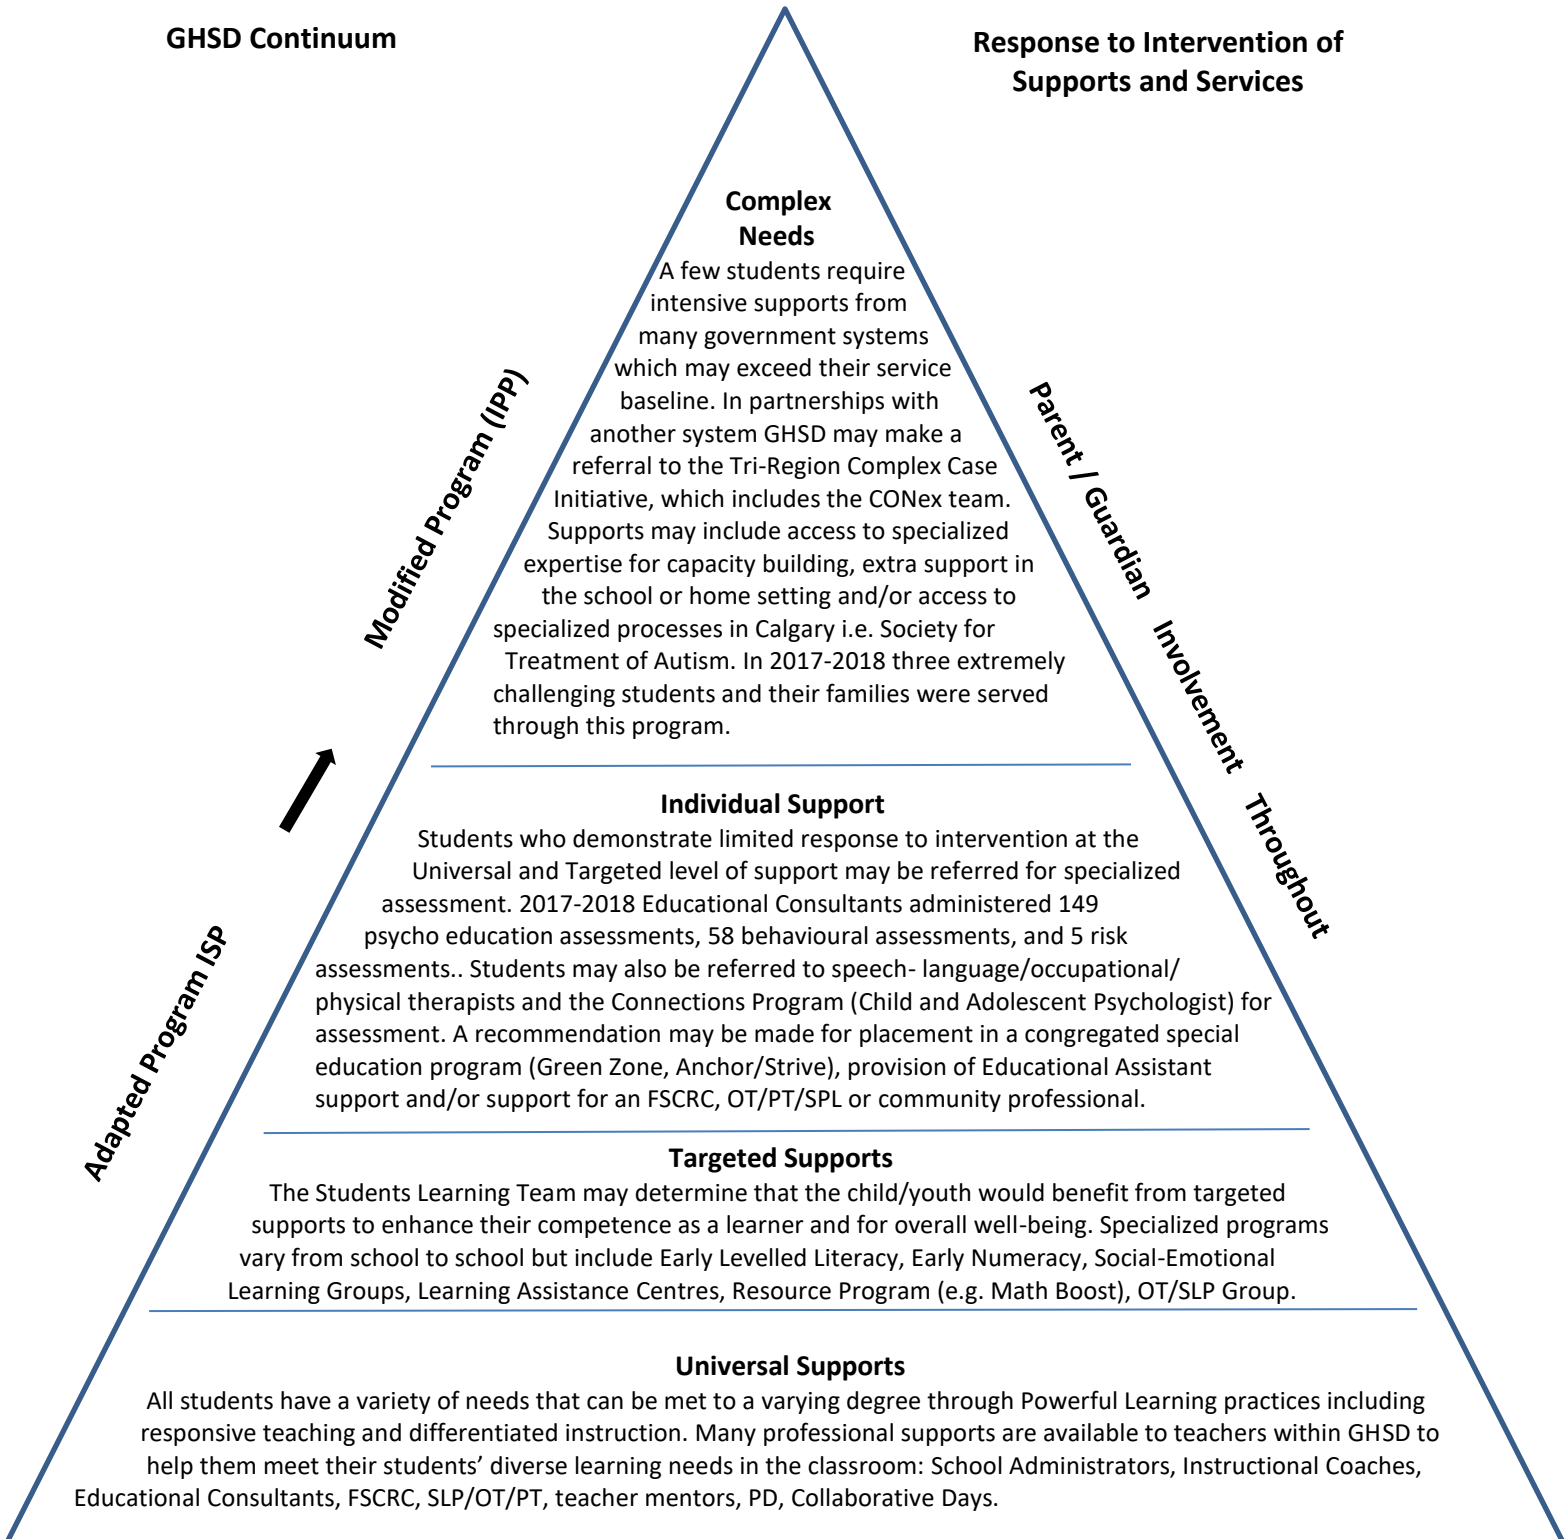 GHSD Continuum
Response to Intervention of
Supports and Services
Complex
Needs
A few students require
intensive supports from
many government systems
which may exceed their service
baseline. In partnerships with
another system GHSD may make a
referral to the Tri-Region Complex Case
Initiative, which includes the CONex team.
Supports may include access to specialized
expertise for capacity building, extra support in
the school or home setting and/or access to
specialized processes in Calgary i.e. Society for
Treatment of Autism. In 2017-2018 three extremely
challenging students and their families were served
through this program.
Modified Program (IPP)
Parent / Guardian Involvement Throughout
Individual Support
Students who demonstrate limited response to intervention at the
Universal and Targeted level of support may be referred for specialized
assessment. 2017-2018 Educational Consultants administered 149
psycho education assessments, 58 behavioural assessments, and 5 risk
assessments.. Students may also be referred to speech- language/occupational/
physical therapists and the Connections Program (Child and Adolescent Psychologist) for
assessment. A recommendation may be made for placement in a congregated special
education program (Green Zone, Anchor/Strive), provision of Educational Assistant
support and/or support for an FSCRC, OT/PT/SPL or community professional.
Adapted Program ISP
Targeted Supports
The Students Learning Team may determine that the child/youth would benefit from targeted
supports to enhance their competence as a learner and for overall well-being. Specialized programs
vary from school to school but include Early Levelled Literacy, Early Numeracy, Social-Emotional
Learning Groups, Learning Assistance Centres, Resource Program (e.g. Math Boost), OT/SLP Group.
Universal Supports
All students have a variety of needs that can be met to a varying degree through Powerful Learning practices including
responsive teaching and differentiated instruction. Many professional supports are available to teachers within GHSD to
help them meet their students’ diverse learning needs in the classroom: School Administrators, Instructional Coaches,
Educational Consultants, FSCRC, SLP/OT/PT, teacher mentors, PD, Collaborative Days.